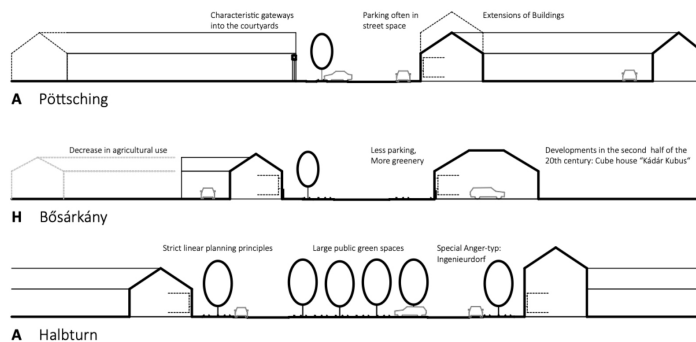 Characteristic gateways
into the courtyards
Parking often in
street space
Extensions of Buildings
A Pöttsching
Decrease in agricultural use
Less parking,
More greenery
Developments in the second half of the
20th century: Cube house "Kádár Kubus"
H Bősárkány
Strict linear planning principles
Large public green spaces
Special Anger-typ:
Ingenieurdorf
A Halbturn